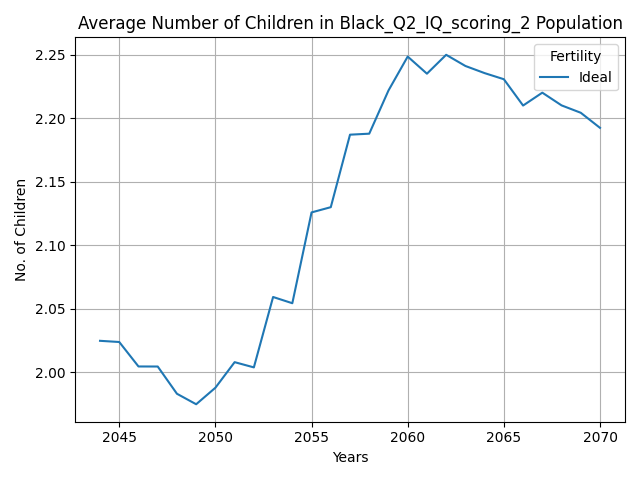 Average Number of Children in Black_Q2_IQ_scoring_2 Population
Fertility
Ideal
No. of Children
2.25
2.20
2.15
2.10
2.05
2.00
2045 2050 2055 2060 2065 2070
Years